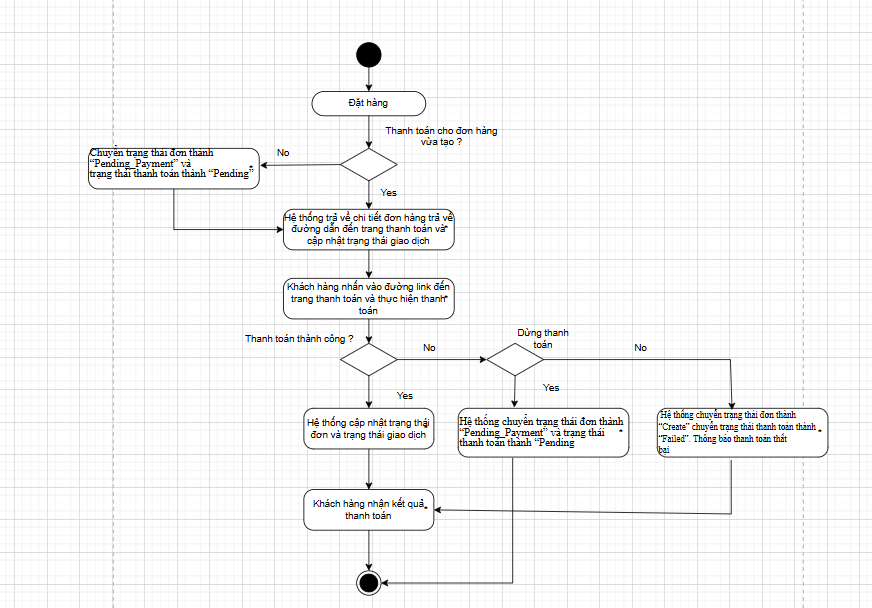 Đặt hàng
Thanh toán cho đơn hàng
vừa tạo ?
No
Chuyển trạng thái đơn thành
“Pending_Payment” và
trạng thái thanh toán thành “Pending”
Yes
Hệ thống trả về chi tiết đơn hàng trả về
đường dẫn đến trang thanh toán và
cập nhật trạng thái giao dịch
Khách hàng nhấn vào đường link đến
trang thanh toán và thực hiện thanh
toán
Thanh toán thành công ?
No
Dừng thanh
toán
No
Yes
Yes
Hệ thống cập nhật trạng thái
đơn và trạng thái giao dịch
Hệ thống chuyển trạng thái đơn thành
“Pending_Payment” và trạng thái
thanh toán thành “Pending
Hệ thống chuyển trạng thái đơn thành
“Create” chuyển trạng thái thanh toán thành
“Failed”. Thông báo thanh toán thất
bại
Khách hàng nhận kết quả
thanh toán